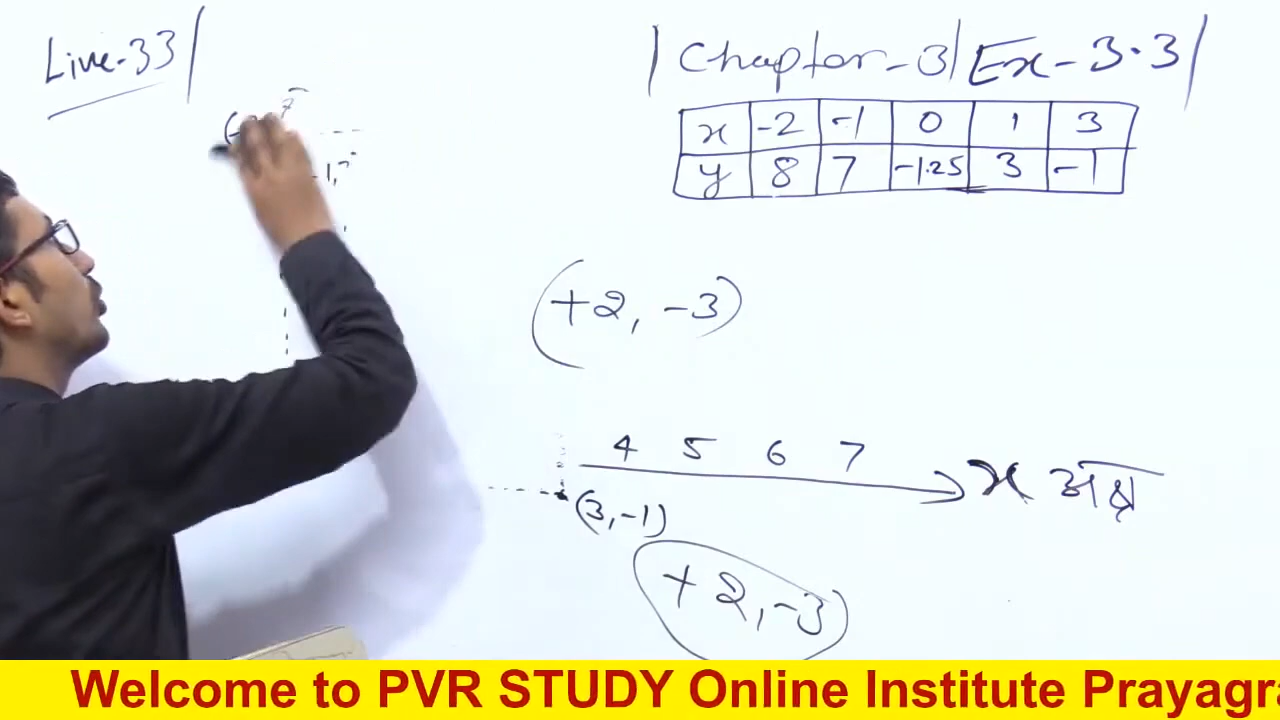 Live-33
| Chapter-3| Ex-3.3|
x -2 -1 0 1 3
y 8 7 -1.25 3 -1
(+2, -3)
4 5 6 7
x अक्ष
(3,-1)
+2,-3
Welcome to PVR STUDY Online Institute Prayagra